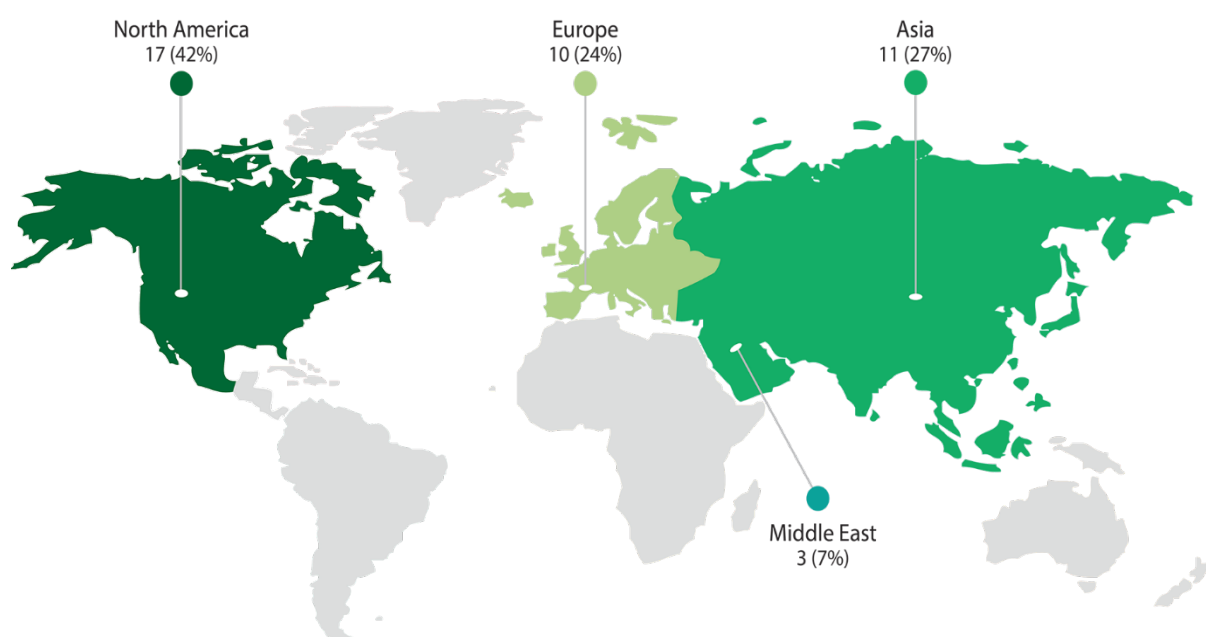 North America
17 (42%)
Europe
10 (24%)
Asia
11 (27%)
Middle East
3 (7%)